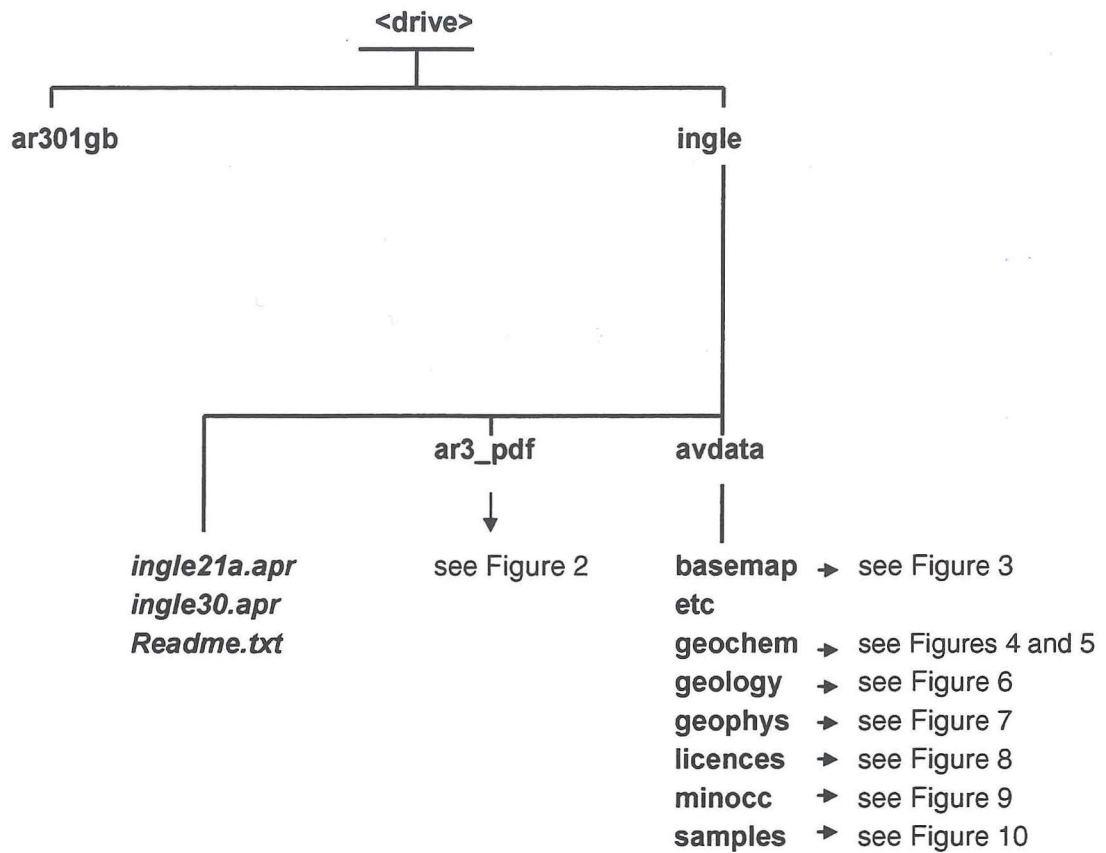 <drive>
ar301gb ingle
ar3_pdf avdata
ingle21a.apr see Figure 2 basemap see Figure 3
ingle30.apr etc
Readme.txt geochem see Figures 4 and 5
geology see Figure 6
geophys see Figure 7
licences see Figure 8
minocc see Figure 9
samples see Figure 10